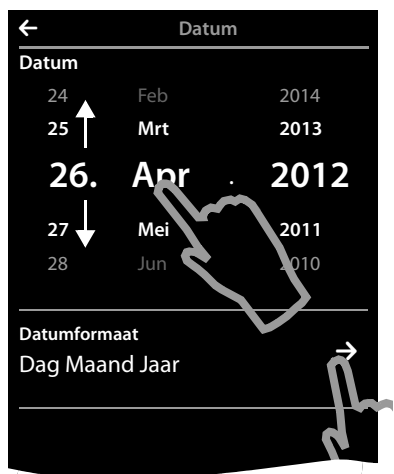 Datum
Datum
24 Feb 2014
25 Mrt 2013
26. Apr . 2012
27 Mei 2011
28 Jun 2010
Datumformaat
Dag Maand Jaar